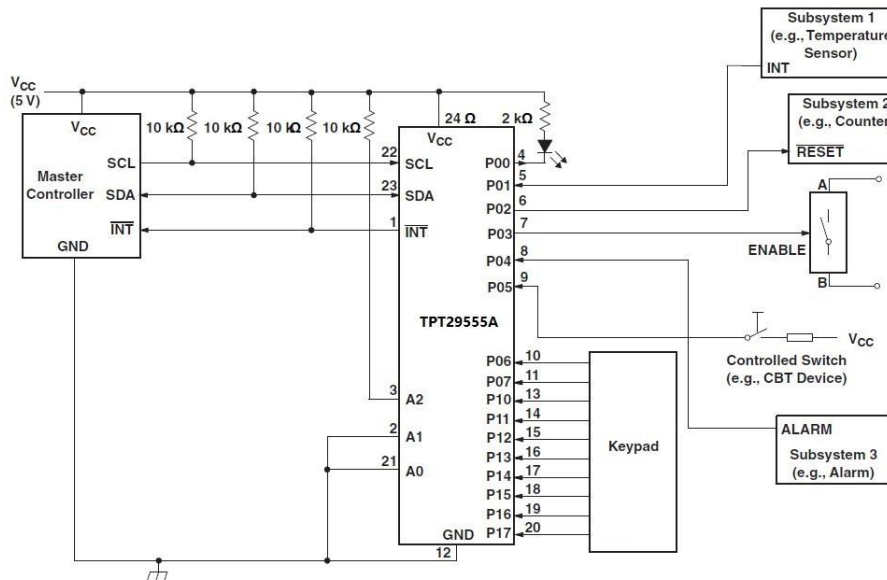 Subsystem 1
(e.g., Temperature
Sensor)
INT
V_CC
(5 V)
V_CC
10 kΩ
10 kΩ
10 kΩ
10 kΩ
24 Ω
2 kΩ
V_CC
Subsystem 2
(e.g., Counter
RESET
Master
Controller
SCL
SDA
INT
GND
22
SCL
23
SDA
1
INT
P00
4
P01
5
P02
6
P03
7
P04
8
P05
9
A
ENABLE
B
TPT29555A
V_CC
Controlled Switch
(e.g., CBT Device)
3
A2
2
A1
21
A0
P06
10
P07
11
P10
13
P11
14
P12
15
P13
16
P14
17
P15
18
P16
19
P17
20
Keypad
ALARM
Subsystem 3
(e.g., Alarm)
GND
12